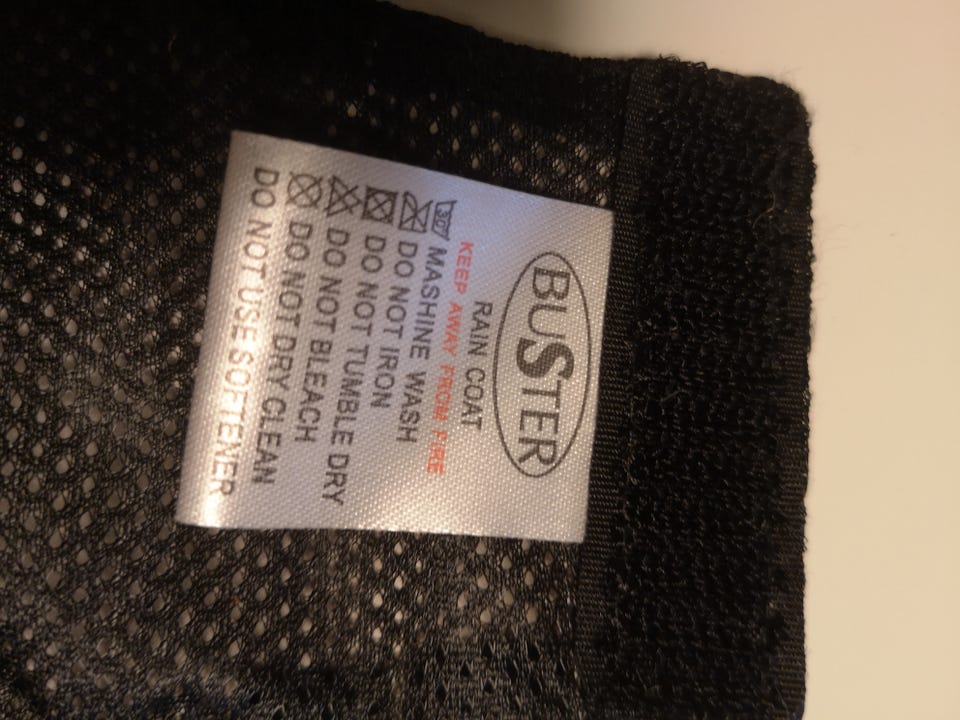 BUSTER
RAIN COAT
KEEP AWAY FROM FIRE
30° MASHINE WASH
DO NOT IRON
DO NOT TUMBLE DRY
DO NOT BLEACH
DO NOT DRY CLEAN
DO NOT USE SOFTENER